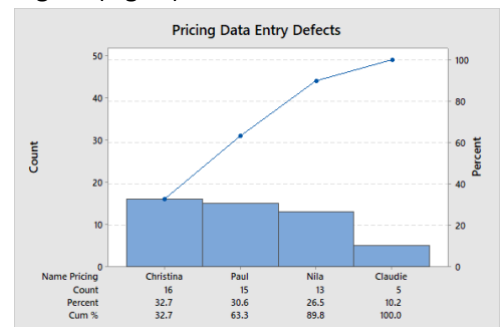 Pricing Data Entry Defects
50
40
30
20
10
0
Count
100
80
60
40
20
0
Percent
Name Pricing Christina Paul Nila Claudie
Count 16 15 13 5
Percent 32.7 30.6 26.5 10.2
Cum % 32.7 63.3 89.8 100.0